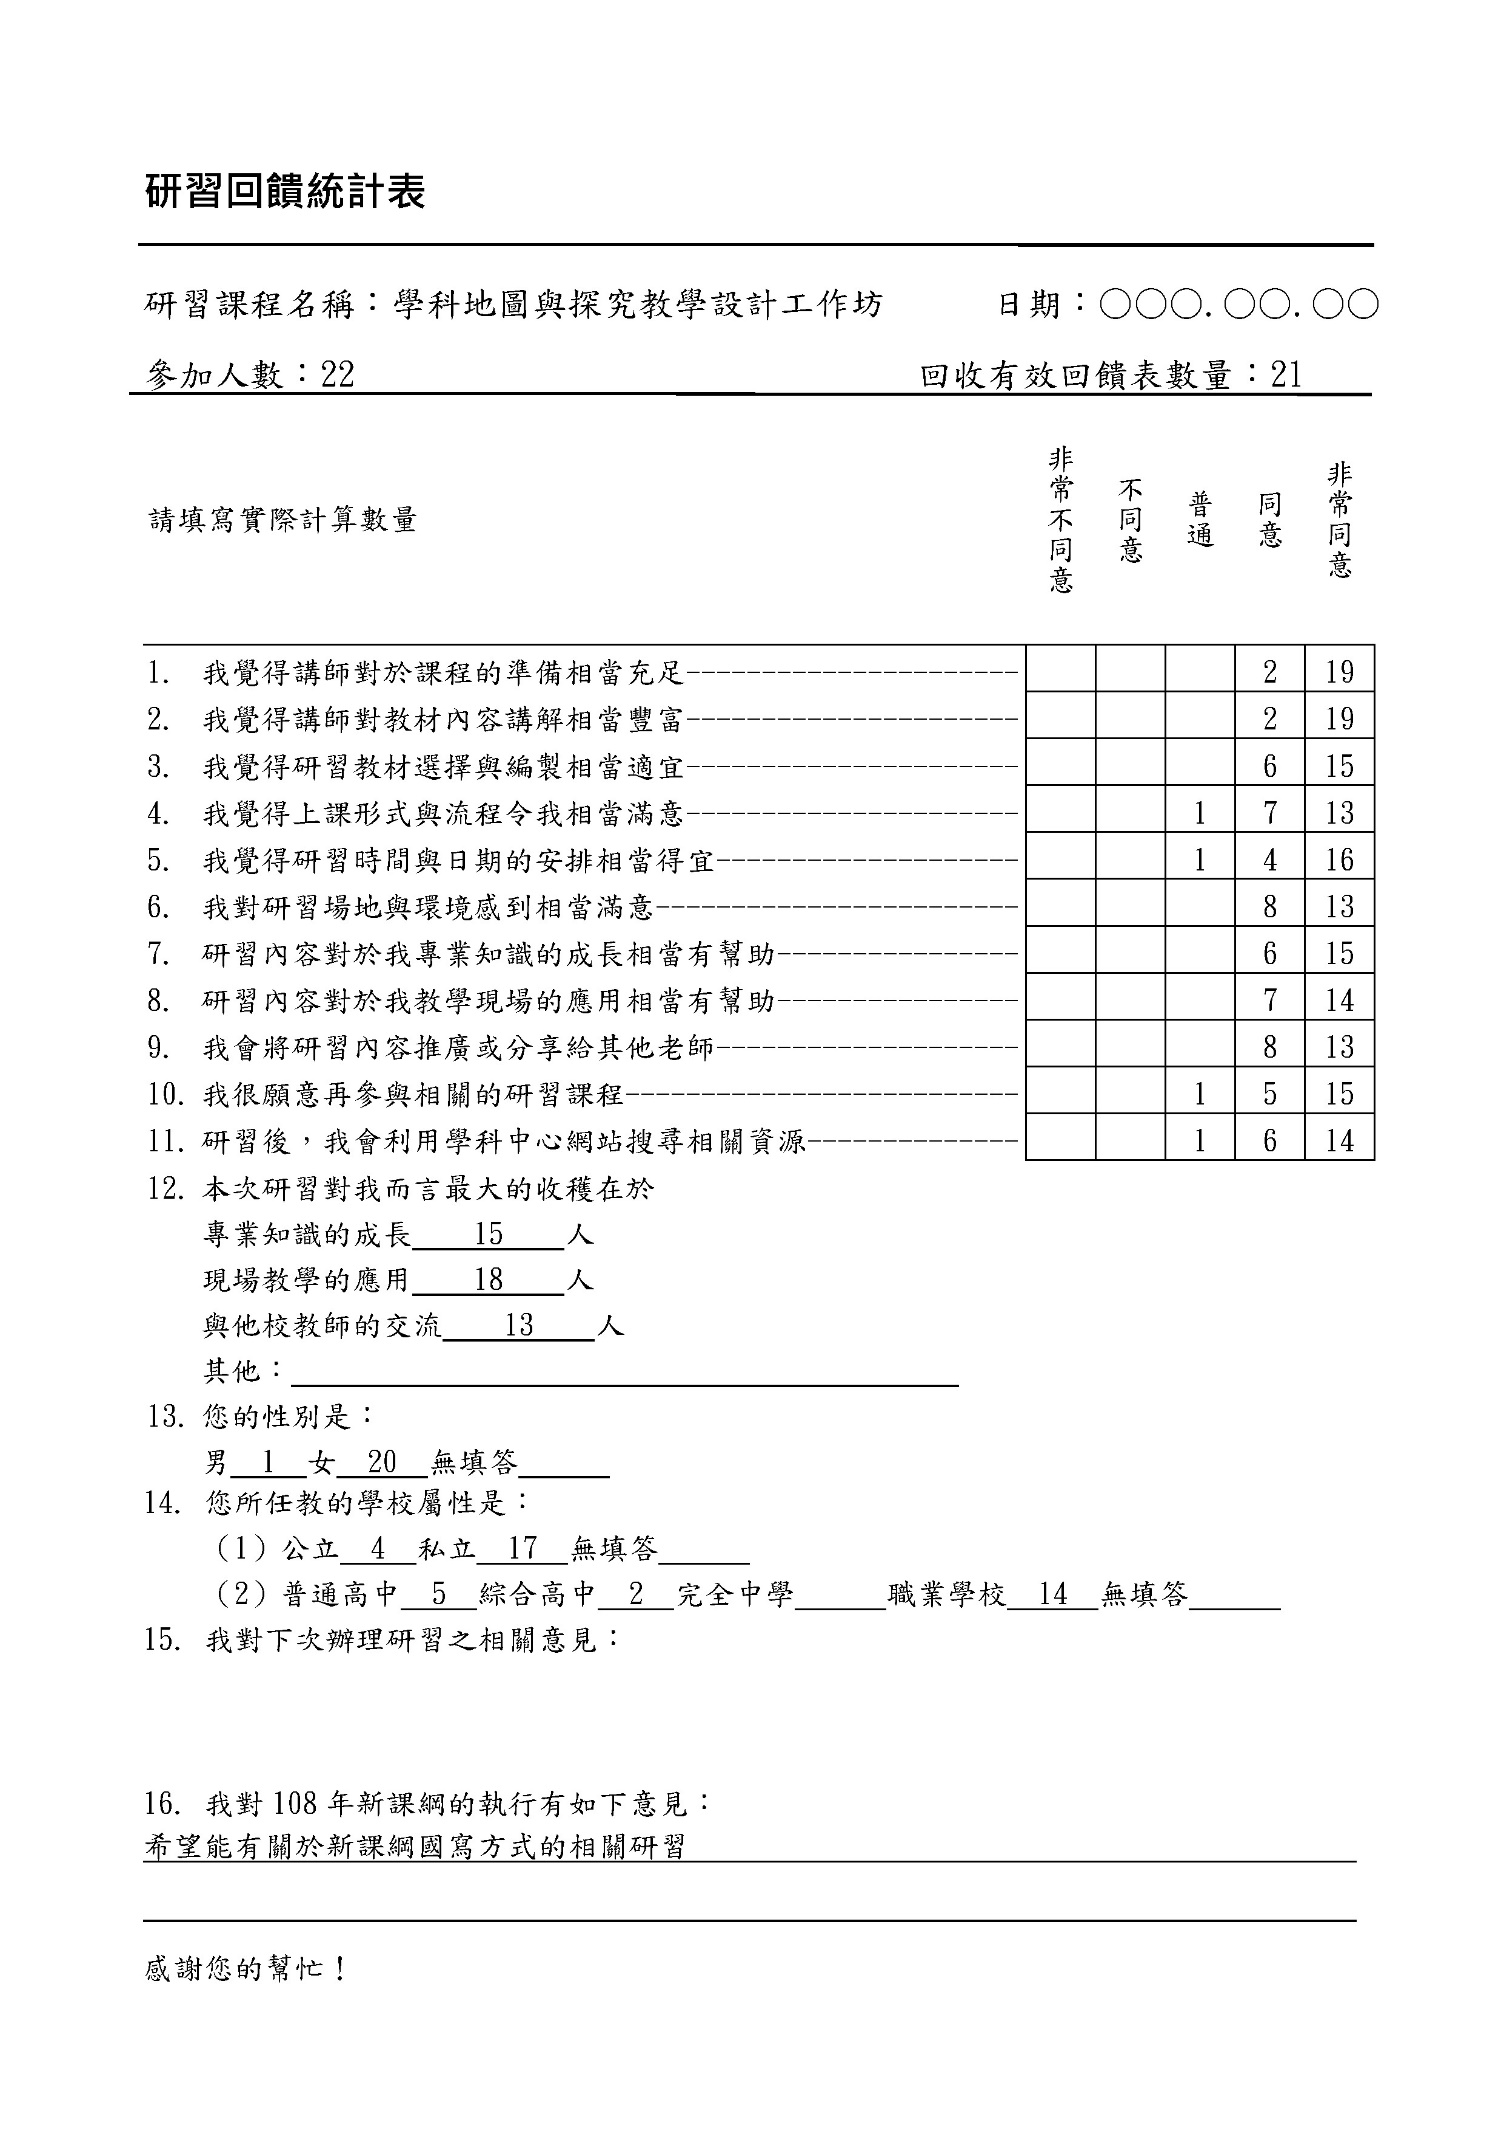 研習回饋統計表
研習課程名稱：學科地圖與探究教學設計工作坊 日期：○○○.○○.○○
參加人數：22 回收有效回饋表數量：21
請填寫實際計算數量 非常不同意 不同意 普通 同意 非常同意
1. 我覺得講師對於課程的準備相當充足---------------------- 2 19
2. 我覺得講師對教材內容講解相當豐富---------------------- 2 19
3. 我覺得研習教材選擇與編製相當適宜---------------------- 6 15
4. 我覺得上課形式與流程令我相當滿意---------------------- 1 7 13
5. 我覺得研習時間與日期的安排相當得宜-------------------- 1 4 16
6. 我對研習場地與環境感到相當滿意------------------------ 8 13
7. 研習內容對於我專業知識的成長相當有幫助---------------- 6 15
8. 研習內容對於我教學現場的應用相當有幫助---------------- 7 14
9. 我會將研習內容推廣或分享給其他老師-------------------- 8 13
10. 我很願意再參與相關的研習課程-------------------------- 1 5 15
11. 研習後，我會利用學科中心網站搜尋相關資源-------------- 1 6 14
12. 本次研習對我而言最大的收穫在於
專業知識的成長 15 人
現場教學的應用 18 人
與他校教師的交流 13 人
其他：
13. 您的性別是：
男 1 女 20 無填答
14. 您所任教的學校屬性是：
（1）公立 4 私立 17 無填答
（2）普通高中 5 綜合高中 2 完全中學 職業學校 14 無填答
15. 我對下次辦理研習之相關意見：
16. 我對 108 年新課綱的執行有如下意見：
希望能有關於新課綱國寫方式的相關研習
感謝您的幫忙！